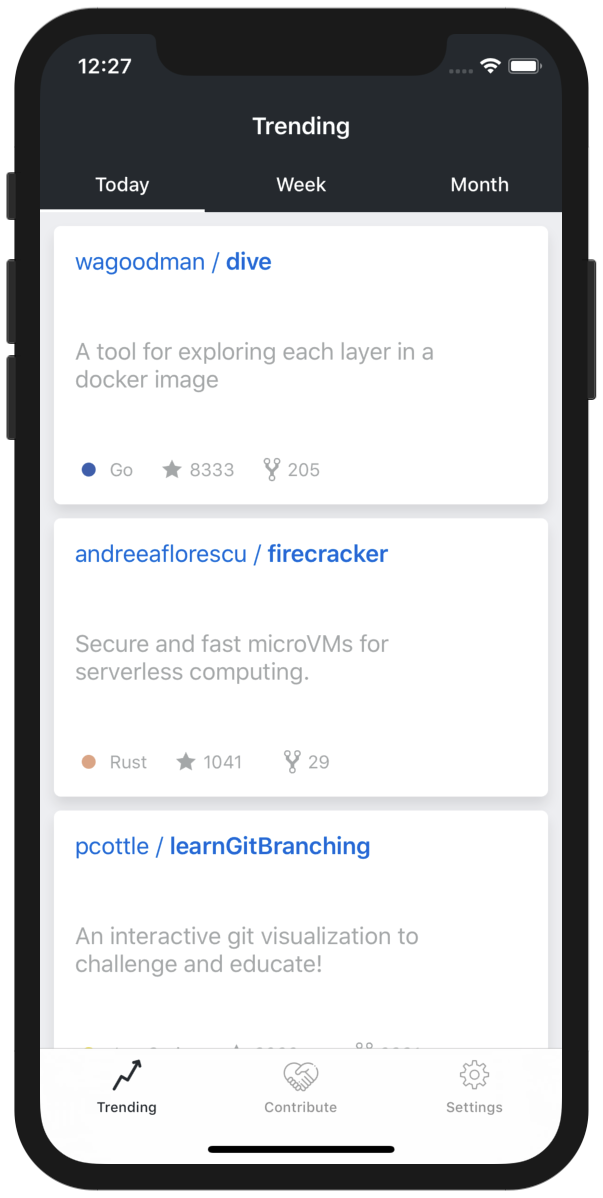 12:27
Trending
Today Week Month
wagoodman / dive
A tool for exploring each layer in a
docker image
Go 8333 205
andreeaflorescu / firecracker
Secure and fast microVMs for
serverless computing.
Rust 1041 29
pcottle / learnGitBranching
An interactive git visualization to
challenge and educate!
Trending Contribute Settings